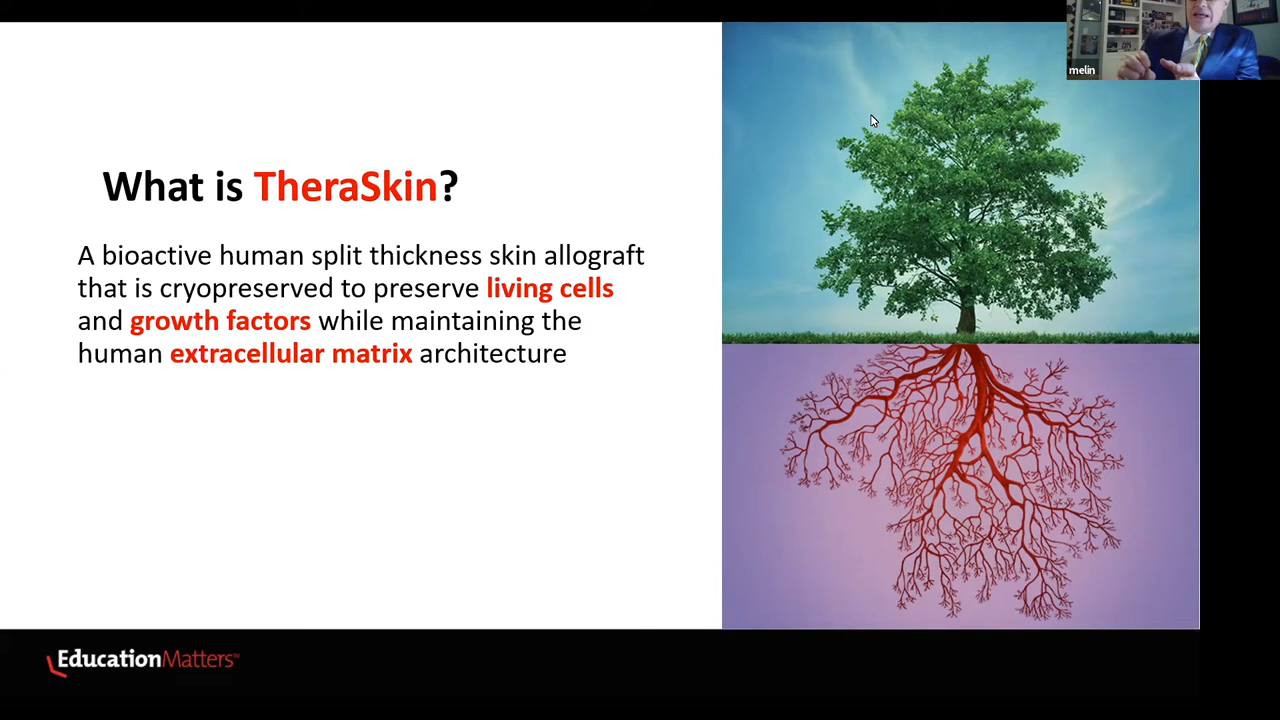 melin
What is TheraSkin?
A bioactive human split thickness skin allograft
that is cryopreserved to preserve living cells
and growth factors while maintaining the
human extracellular matrix architecture
EducationMatters™